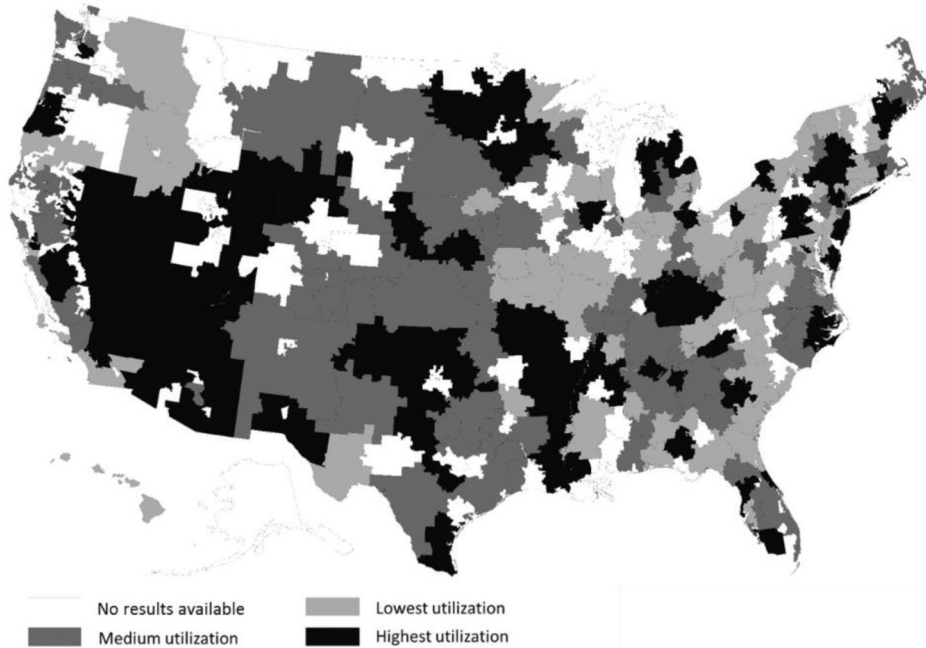 No results available
Lowest utilization
Medium utilization
Highest utilization